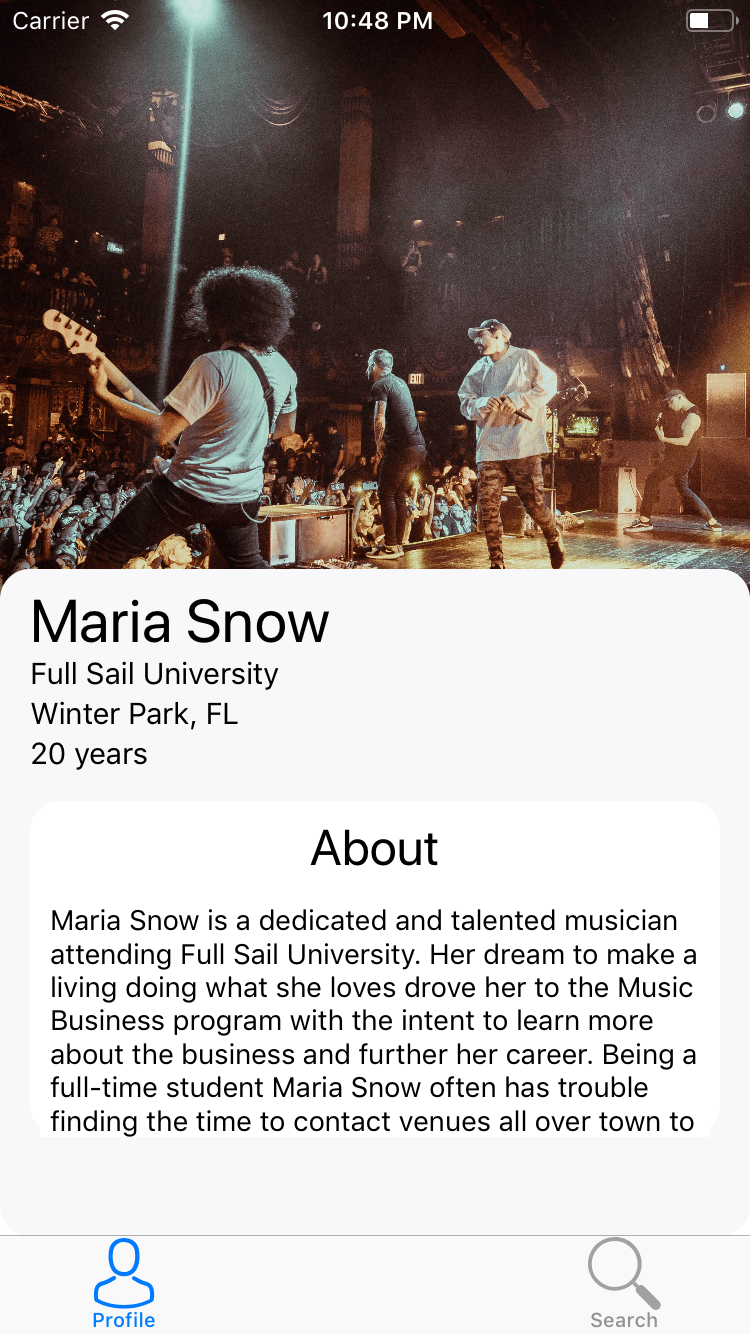 Carrier 10:48 PM
EXIT
Maria Snow
Full Sail University
Winter Park, FL
20 years
About
Maria Snow is a dedicated and talented musician
attending Full Sail University. Her dream to make a
living doing what she loves drove her to the Music
Business program with the intent to learn more
about the business and further her career. Being a
full-time student Maria Snow often has trouble
finding the time to contact venues all over town to
Profile Search